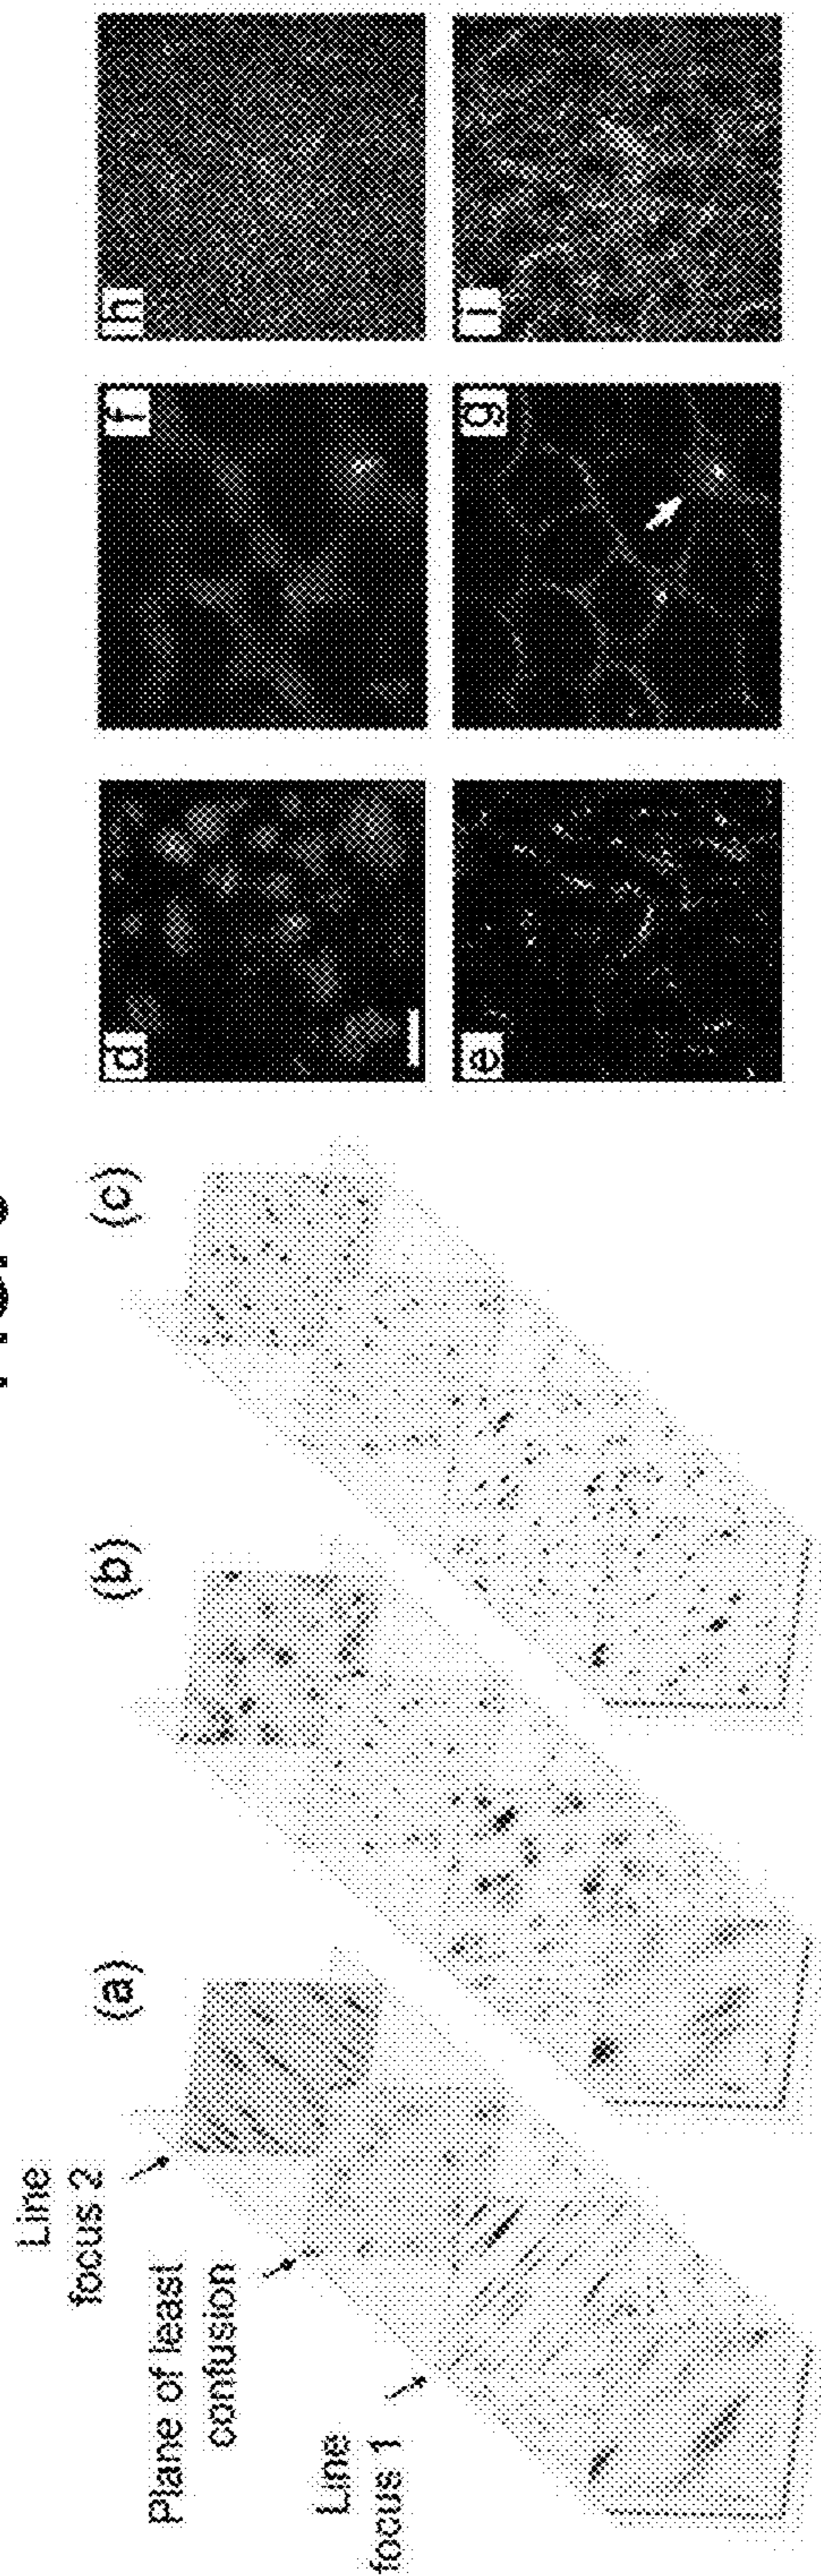 Line
focus 2
Plane of least
confusion
Line
focus 1
(a)
(b)
(c)
d
f
h
e
g
i